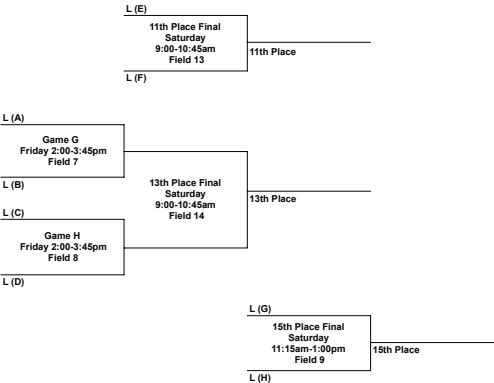 L (E)
11th Place Final
Saturday
9:00-10:45am
Field 13
11th Place
L (F)
L (A)
Game G
Friday 2:00-3:45pm
Field 7
L (B)
13th Place Final
Saturday
9:00-10:45am
Field 14
13th Place
L (C)
Game H
Friday 2:00-3:45pm
Field 8
L (D)
L (G)
15th Place Final
Saturday
11:15am-1:00pm
Field 9
15th Place
L (H)